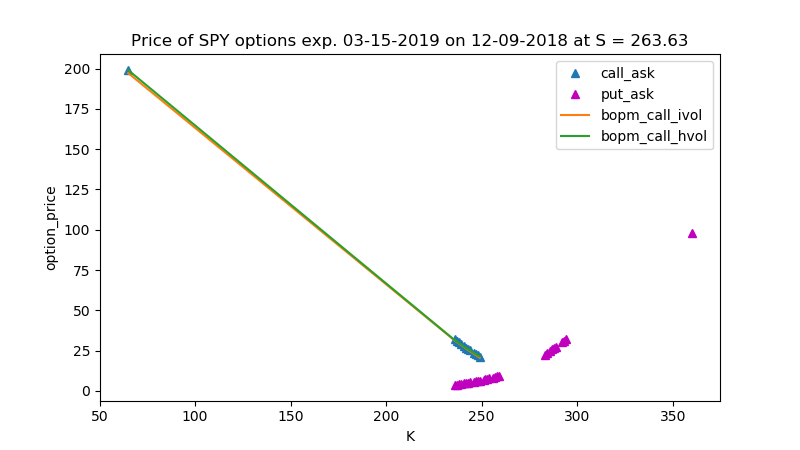 Price of SPY options exp. 03-15-2019 on 12-09-2018 at S = 263.63
call_ask
put_ask
bopm_call_ivol
bopm_call_hvol
200
175
150
125
100
75
50
25
0
option_price
50
100
150
200
250
300
350
K